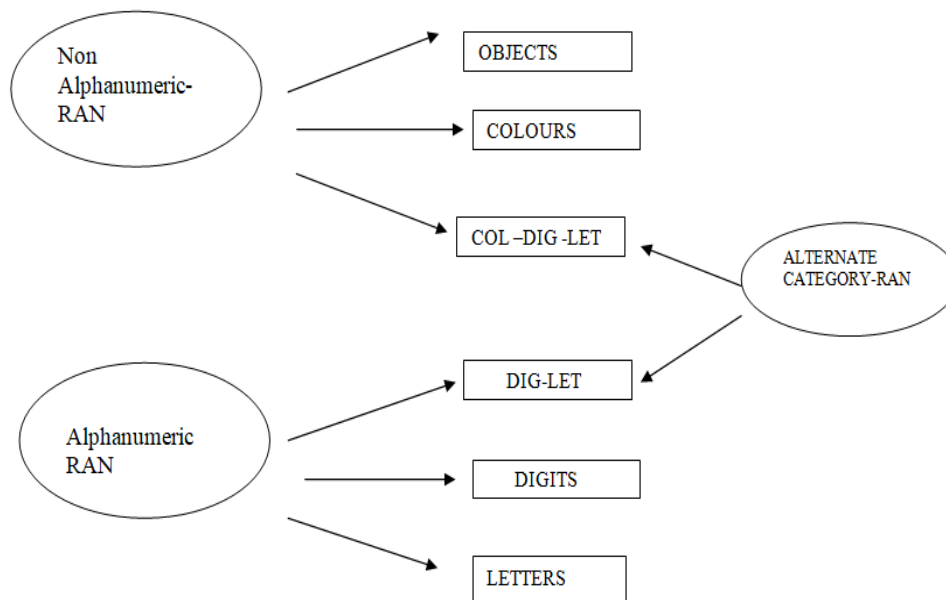 Non
Alphanumeric-
RAN
OBJECTS
COLOURS
COL –DIG -LET
ALTERNATE
CATEGORY-RAN
DIG-LET
Alphanumeric
RAN
DIGITS
LETTERS